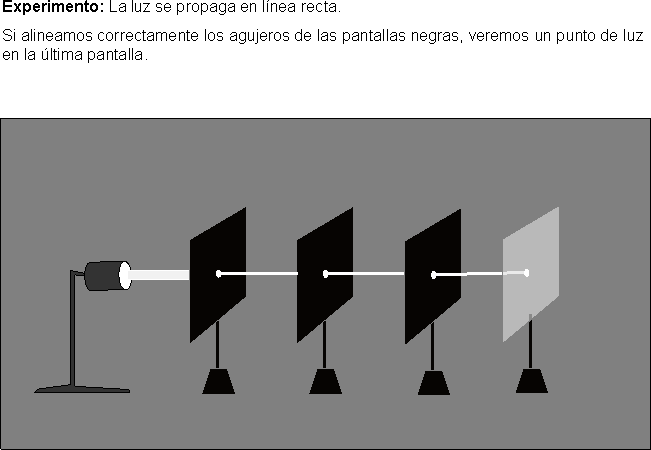 Experimento: La luz se propaga en línea recta.
Si alineamos correctamente los agujeros de las pantallas negras, veremos un punto de luz
en la última pantalla.